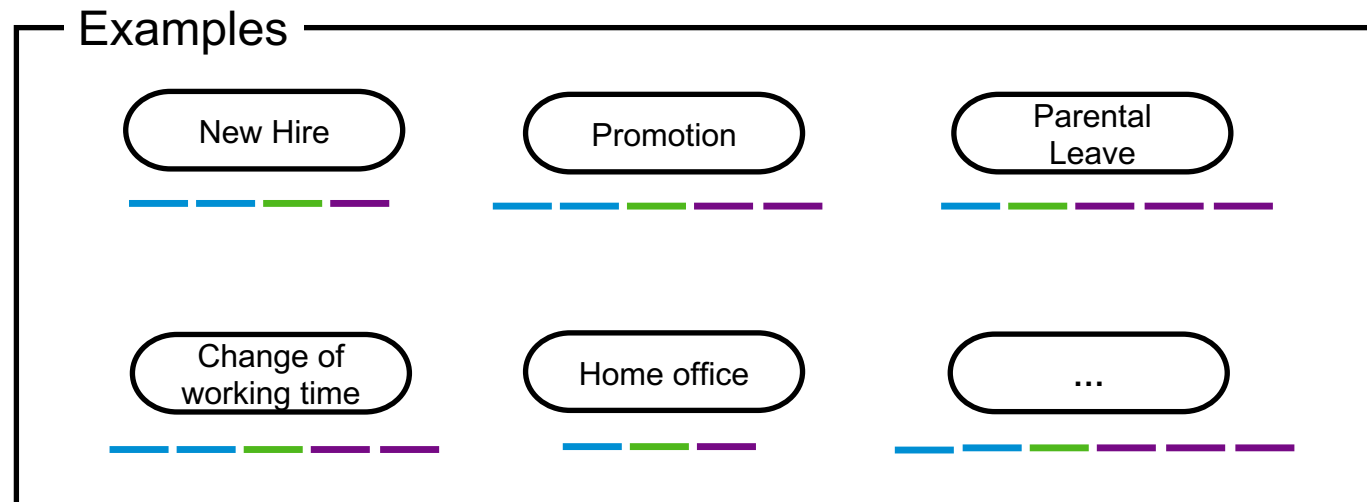 Examples
New Hire
Promotion
Parental
Leave
Change of
working time
Home office
...